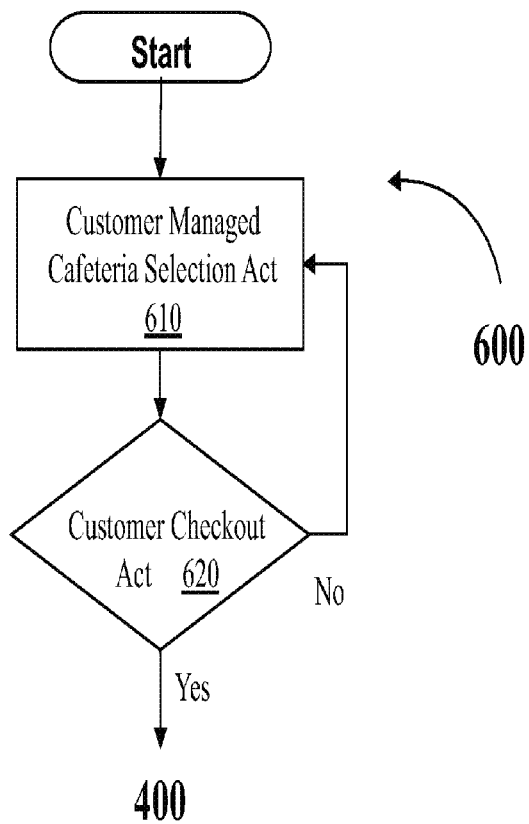 Start
Customer Managed
Cafeteria Selection Act
610
600
Customer Checkout
Act 620
No
Yes
400